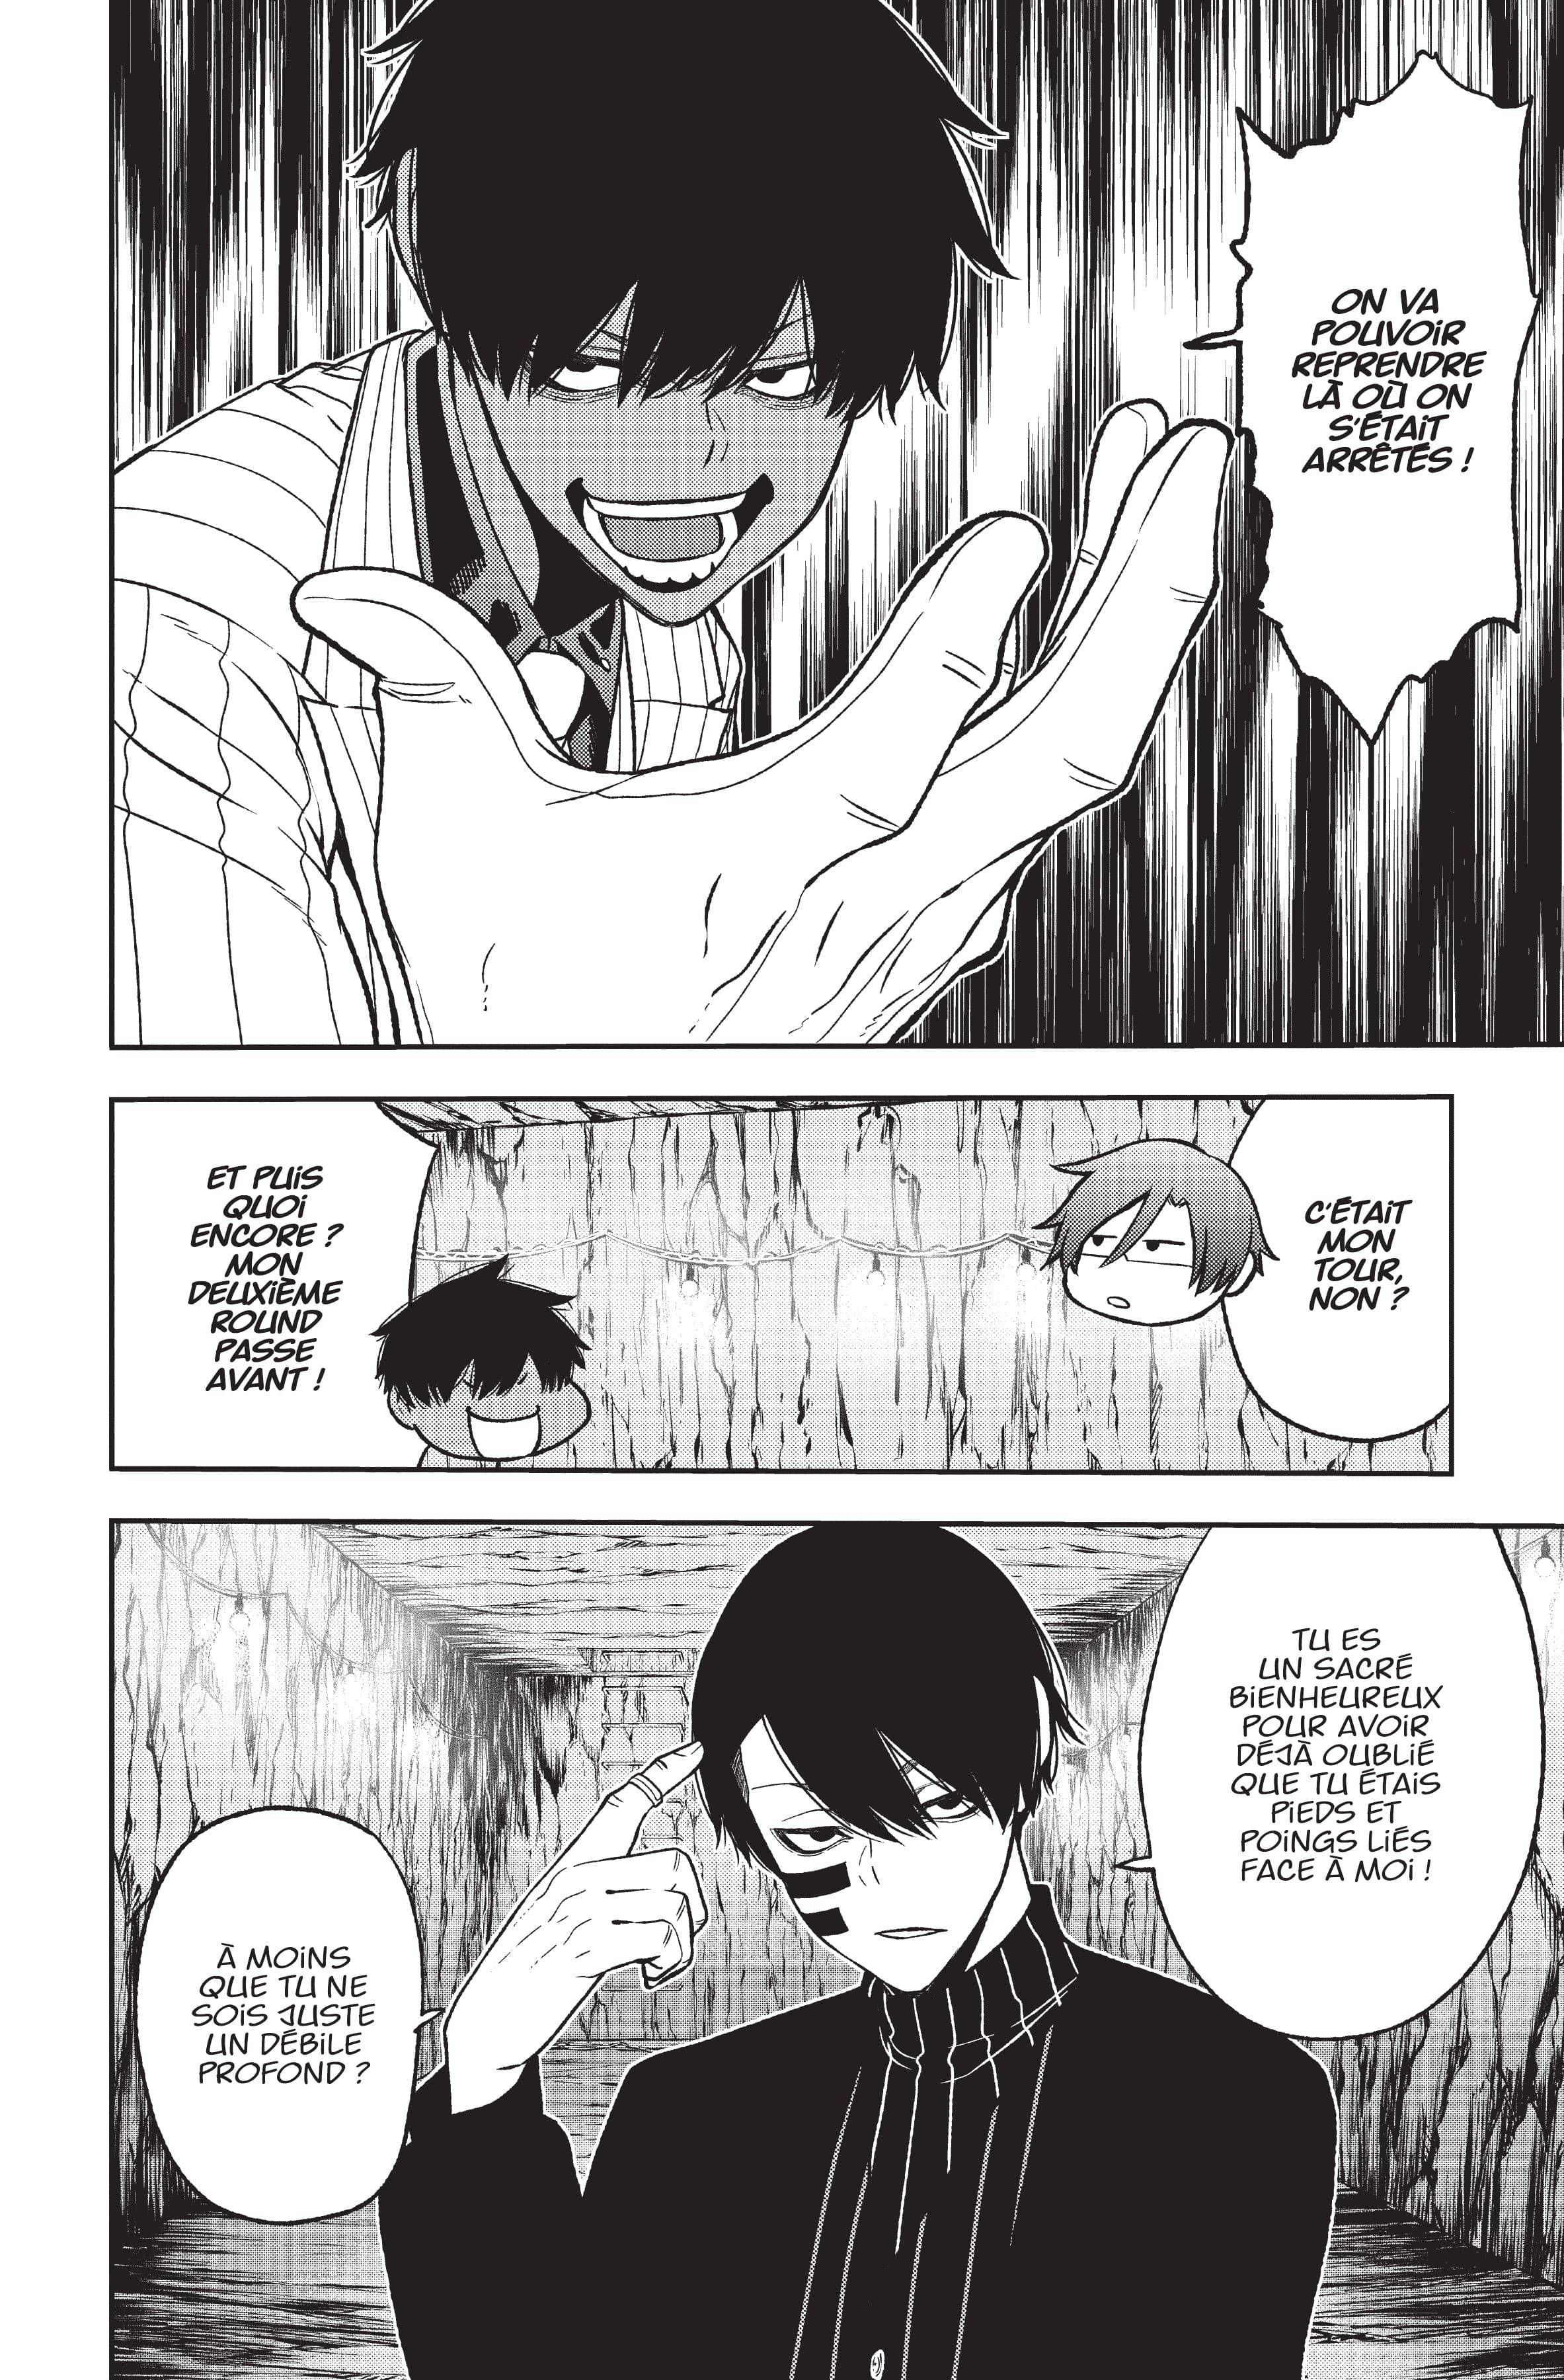 ON VA
POUVOIR
REPRENDRE
LÀ OÙ ON
S'ÉTAIT
ARRÊTÉS !
C'ÉTAIT
MON
TOUR,
NON ?
ET PUIS
QUOI
ENCORE ?
MON
DEUXIÈME
ROUND
PASSE
AVANT !
TU ES
UN SACRÉ
BIENHEUREUX
POUR AVOIR
DÉJÀ OUBLIÉ
QUE TU ÉTAIS
PIEDS ET
POINGS LIÉS
FACE À MOI !
À MOINS
QUE TU NE
SOIS JUSTE
UN DÉBILE
PROFOND ?